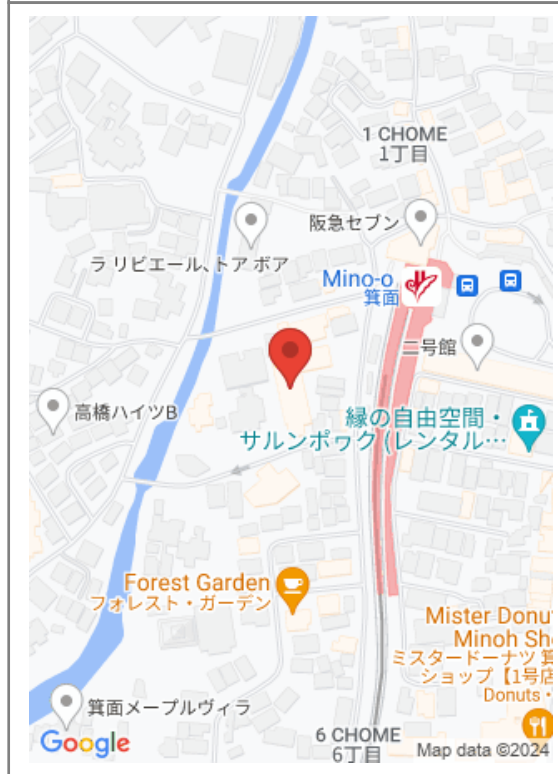 1 CHOME
1丁目
阪急セブン
ラ リビエール、トア ボア
Mino-o
箕面
二号館
高橋ハイツB
縁の自由空間・
サルンポワク (レンタル…
Forest Garden
フォレスト・ガーデン
Mister Donut
Minoh Sho
ミスタードーナツ 箕
ショップ【1号店
Donuts・
箕面メープルヴィラ
6 CHOME
6丁目
Google
Map data ©2024